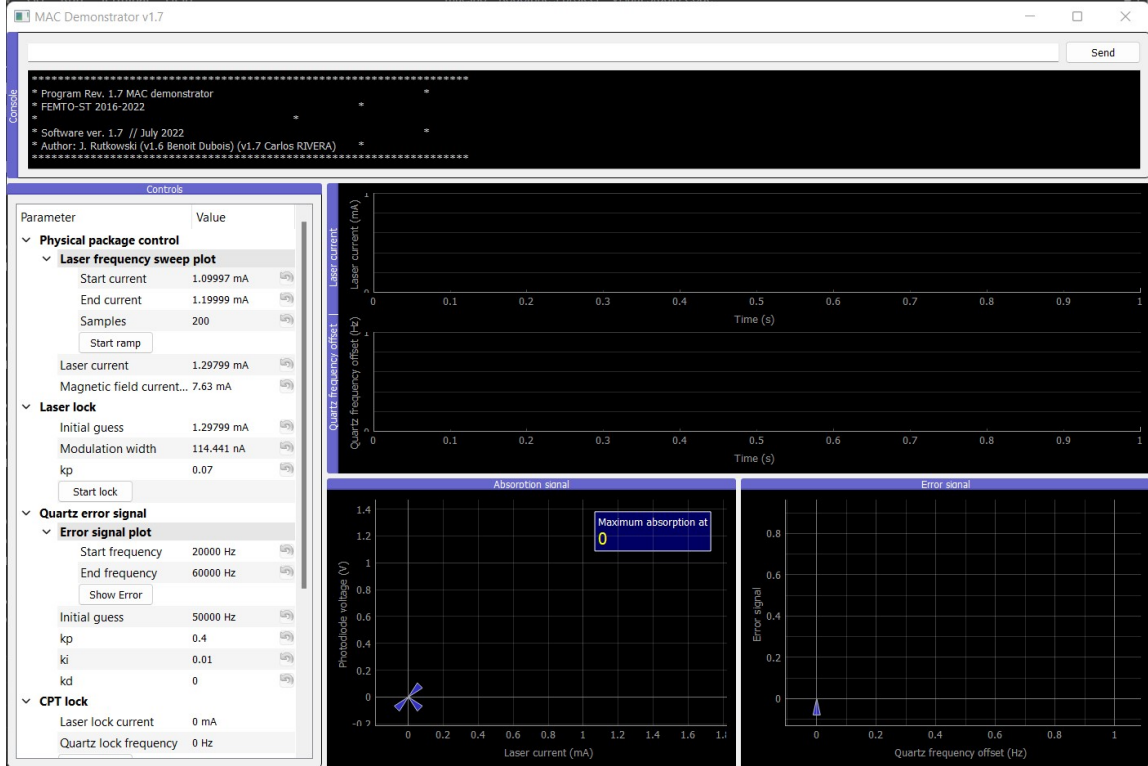 MAC Demonstrator v1.7
Console
Send
*******************************************************************
* Program Rev. 1.7 MAC demonstrator *
* FEMTO-ST 2016-2022 *
* *
* Software ver. 1.7 // July 2022 *
* Author: J. Rutkowski (v1.6 Benoit Dubois) (v1.7 Carlos RIVERA) *
*******************************************************************
Controls
Parameter Value
Physical package control
Laser frequency sweep plot
Start current 1.09997 mA
End current 1.19999 mA
Samples 200
Start ramp
Laser current 1.29799 mA
Magnetic field current... 7.63 mA
Laser lock
Initial guess 1.29799 mA
Modulation width 114.441 nA
kp 0.07
Start lock
Quartz error signal
Error signal plot
Start frequency 20000 Hz
End frequency 60000 Hz
Show Error
Initial guess 50000 Hz
kp 0.4
ki 0.01
kd 0
CPT lock
Laser lock current 0 mA
Quartz lock frequency 0 Hz
Laser current
Laser current (mA)
1
0
0 0.1 0.2 0.3 0.4 0.5 0.6 0.7 0.8 0.9 1
Time (s)
Quartz frequency offset
Quartz frequency offset (Hz)
1
0
0 0.1 0.2 0.3 0.4 0.5 0.6 0.7 0.8 0.9 1
Time (s)
Absorption signal
Photodiode voltage (V)
1.4
1.2
1
0.8
0.6
0.4
0.2
0
-0.2
Maximum absorption at
0
0 0.2 0.4 0.6 0.8 1 1.2 1.4 1.6
Laser current (mA)
Error signal
Error signal
0.8
0.6
0.4
0.2
0
0 0.2 0.4 0.6 0.8 1
Quartz frequency offset (Hz)